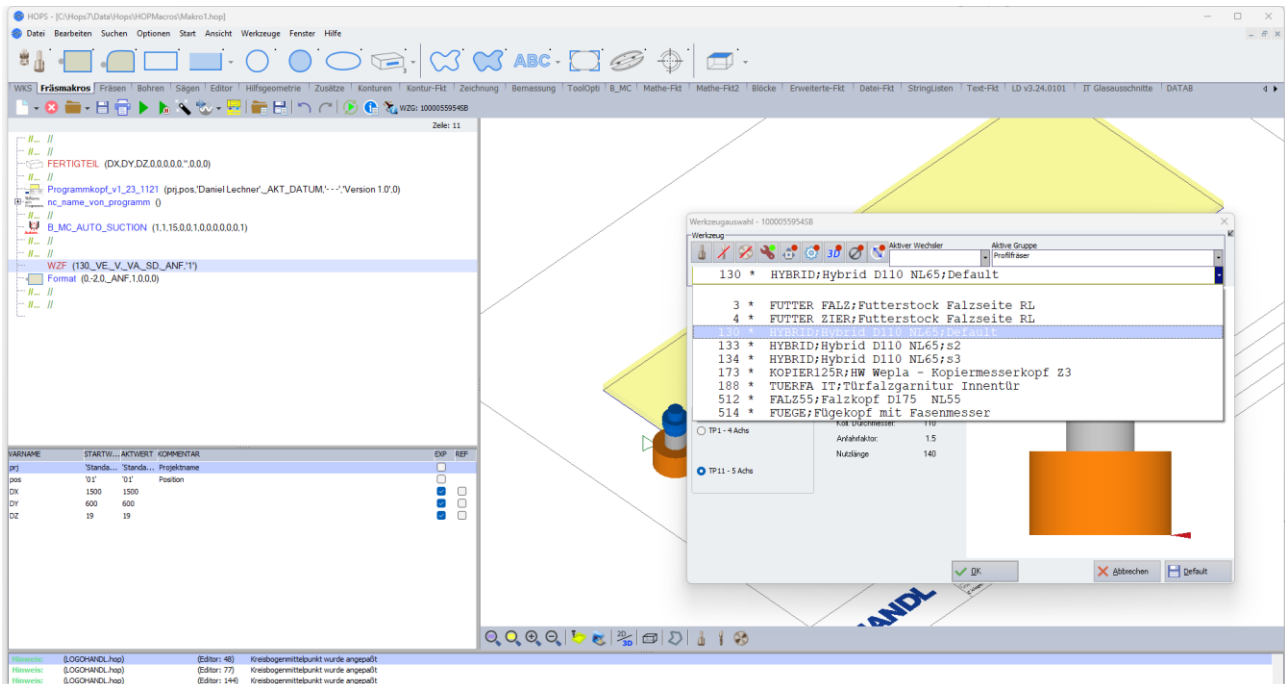 HOPS - [C:\Hops7\Data\Hops\HOPMacros\Makro1.hop]
Datei Bearbeiten Suchen Optionen Start Ansicht Werkzeuge Fenster Hilfe
ABC
WKS Fräsmakros Fräsen Bohren Sägen Editor Hilfsgeometrie Zusätze Konturen Kontur-Fkt Zeichnung Bemessung ToolOpti B_MC Mathe-Fkt Mathe-Fkt2 Blöcke Erweiterte-Fkt Datei-Fkt StringListen Text-Fkt LD v3.24.0101 IT Glasausschnitte DATAB
WZG: 1000055954SB
Zeile: 11
//... //
//... //
FERTIGTEIL (DX,DY,DZ,0,0,0,0,0,'',0,0,0)
//... //
Programmkopf_v1_23_1121 (prj,pos,'Daniel Lechner',_AKT_DATUM,'- - -','Version 1.0',0)
nc_name_von_programm ()
//... //
B_MC_AUTO_SUCTION (1,1,15,0,0,1,0,0,0,0,0,0,1)
//... //
//... //
WZF (130,_VE,_V,_VA,_SD,_ANF,'1')
Format (0,-2,0,_ANF,1,0,0,0)
//... //
//... //
VARNAME STARTW... AKTWERT KOMMENTAR EXP REF
prj 'Standa... 'Standa... Projektname
pos '01' '01' Position
DX 1500 1500
DY 600 600
DZ 19 19
Werkzeugauswahl - 1000055954SB
Werkzeug
3D
Aktiver Wechsler
Aktive Gruppe
Profilfräser
130 * HYBRID;Hybrid D110 NL65;Default
3 * FUTTER FALZ;Futterstock Falzseite RL
4 * FUTTER ZIER;Futterstock Falzseite RL
130 * HYBRID;Hybrid D110 NL65;Default
133 * HYBRID;Hybrid D110 NL65;s2
134 * HYBRID;Hybrid D110 NL65;s3
173 * KOPIER125R;HW Wepla - Kopiermesserkopf Z3
188 * TUERFA IT;Türfalzgarnitur Innentür
512 * FALZ55;Falzkopf D175 NL55
514 * FUEGE;Fügekopf mit Fasenmesser
TP1 - 4 Achs
Koll. Durchmesser: 110
Anfahrfaktor: 1.5
Nutzlänge 140
TP11 - 5 Achs
OK
Abbrechen
Default
HANDL
2D 3D
Hinweis: (LOGOHANDL.hop) (Editor: 48) Kreisbogenmittelpunkt wurde angepaßt
Hinweis: (LOGOHANDL.hop) (Editor: 77) Kreisbogenmittelpunkt wurde angepaßt
Hinweis: (LOGOHANDL.hop) (Editor: 144) Kreisbogenmittelpunkt wurde angepaßt